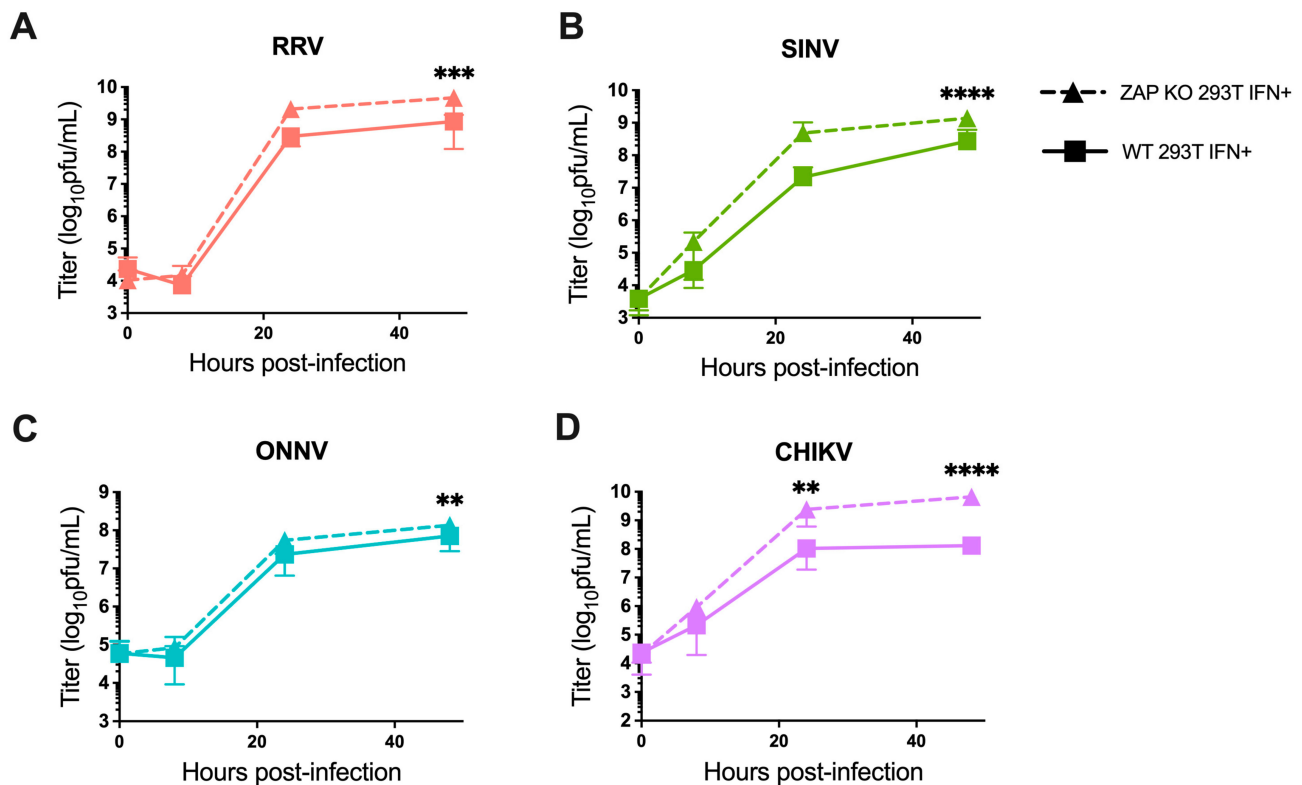 A
RRV
***
Titer (log10pfu/mL)
10
9
8
7
6
5
4
3
0
20
40
Hours post-infection
B
SINV
****
Titer (log10pfu/mL)
10
9
8
7
6
5
4
3
0
20
40
Hours post-infection
ZAP KO 293T IFN+
WT 293T IFN+
C
ONNV
**
Titer (log10pfu/mL)
9
8
7
6
5
4
3
0
20
40
Hours post-infection
D
CHIKV
****
**
Titer (log10pfu/mL)
10
9
8
7
6
5
4
3
2
0
20
40
Hours post-infection